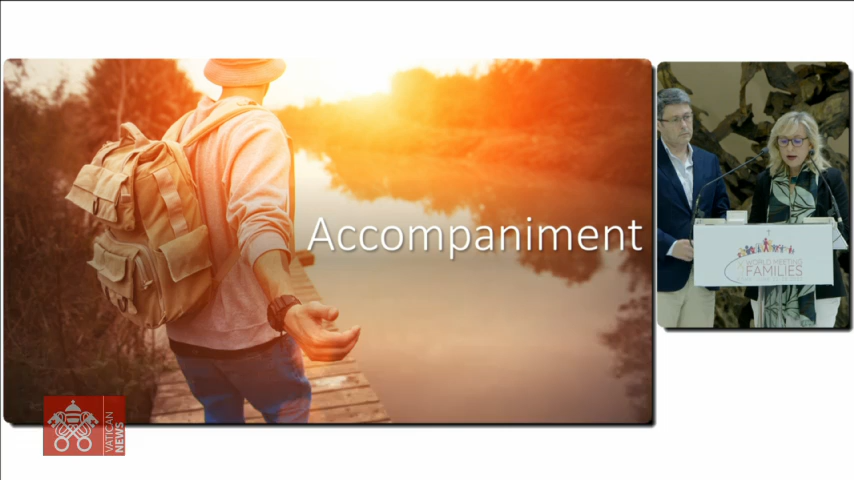 Accompaniment
WORLD MEETING
FAMILIES
VATICAN
NEWS